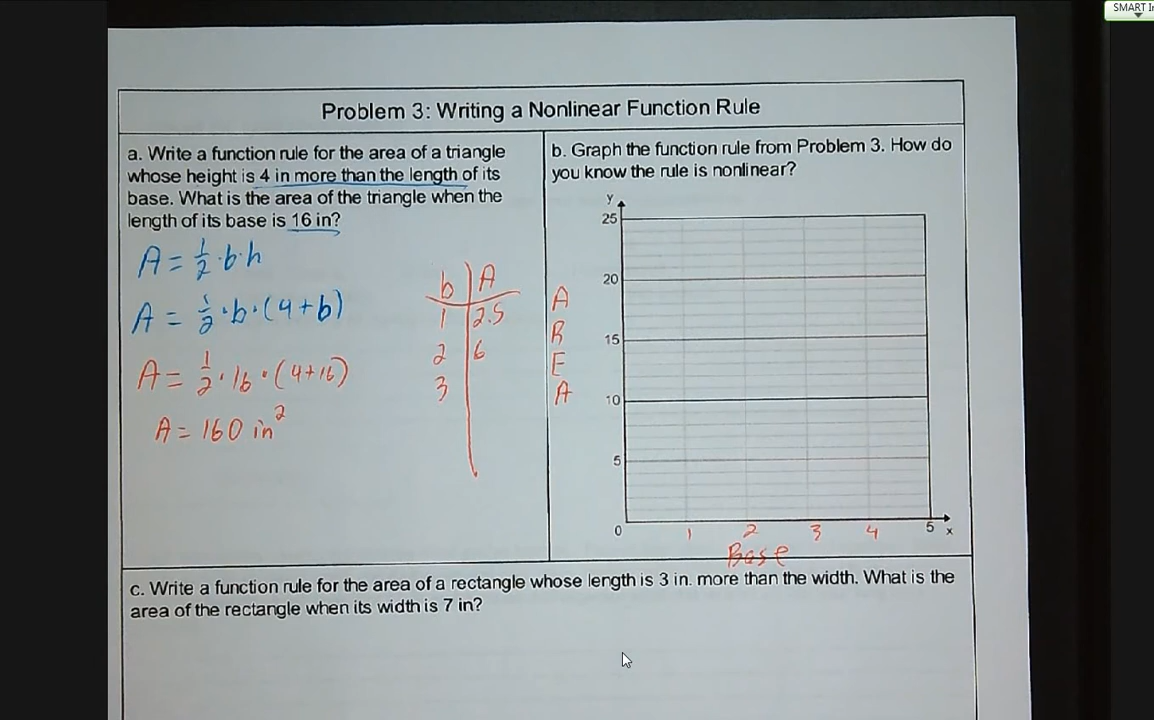 SMART In
Problem 3: Writing a Nonlinear Function Rule
a. Write a function rule for the area of a triangle
whose height is 4 in more than the length of its
base. What is the area of the triangle when the
length of its base is 16 in?
A = 1/2 · b · h
A = 1/2 · b · (4+b)
A = 1/2 · 16 · (4+16)
A = 160 in²
b | A
1 | 2.5
2 | 6
3 |
b. Graph the function rule from Problem 3. How do
you know the rule is nonlinear?
y
25
20
15
10
5
0
1 2 3 4 5 x
AREA
Base
c. Write a function rule for the area of a rectangle whose length is 3 in. more than the width. What is the
area of the rectangle when its width is 7 in?